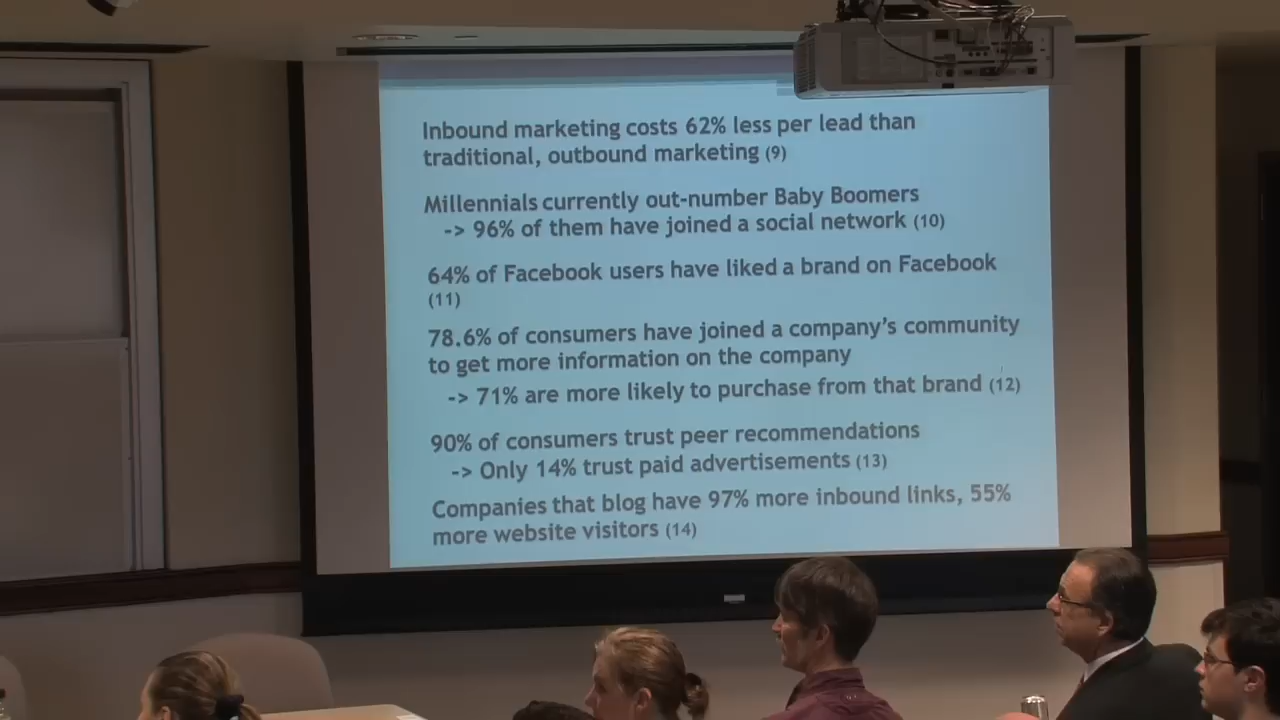 Inbound marketing costs 62% less per lead than
traditional, outbound marketing (9)
Millennials currently out-number Baby Boomers
-> 96% of them have joined a social network (10)
64% of Facebook users have liked a brand on Facebook
(11)
78.6% of consumers have joined a company's community
to get more information on the company
-> 71% are more likely to purchase from that brand (12)
90% of consumers trust peer recommendations
-> Only 14% trust paid advertisements (13)
Companies that blog have 97% more inbound links, 55%
more website visitors (14)